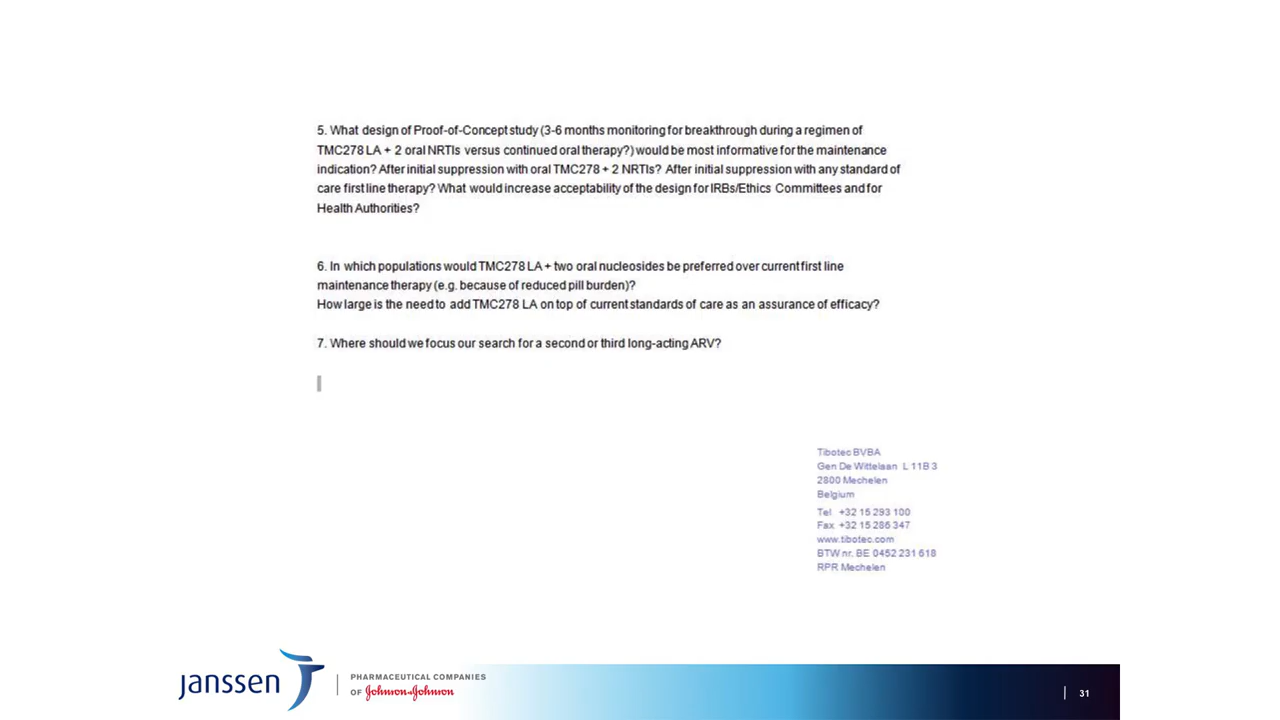 5. What design of Proof-of-Concept study (3-6 months monitoring for breakthrough during a regimen of
TMC278 LA + 2 oral NRTIs versus continued oral therapy?) would be most informative for the maintenance
indication? After initial suppression with oral TMC278 + 2 NRTIs? After initial suppression with any standard of
care first line therapy? What would increase acceptability of the design for IRBs/Ethics Committees and for
Health Authorities?
6. In which populations would TMC278 LA + two oral nucleosides be preferred over current first line
maintenance therapy (e.g. because of reduced pill burden)?
How large is the need to add TMC278 LA on top of current standards of care as an assurance of efficacy?
7. Where should we focus our search for a second or third long-acting ARV?
Tibotec BVBA
Gen De Wittelaan L 11B 3
2800 Mechelen
Belgium
Tel +32 15 293 100
Fax +32 15 286 347
www.tibotec.com
BTW nr. BE 0452 231 618
RPR Mechelen
janssen
PHARMACEUTICAL COMPANIES
OF Johnson & Johnson
31